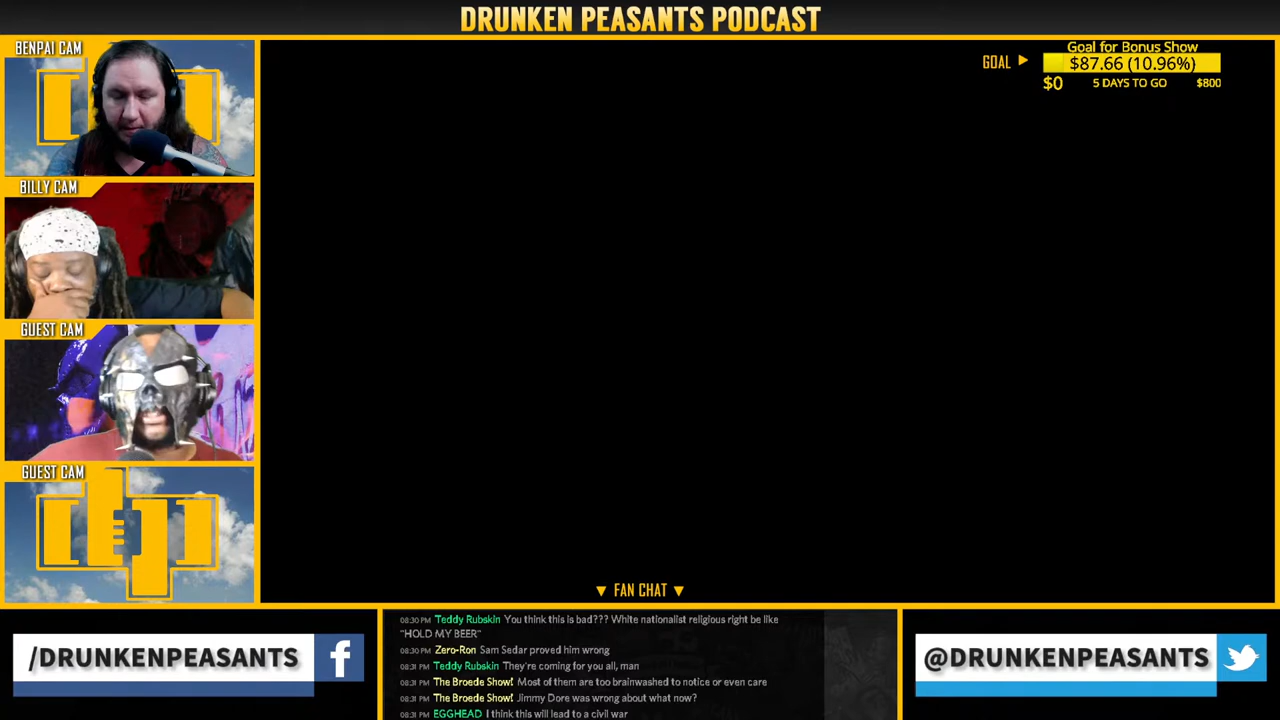 DRUNKEN PEASANTS PODCAST
BENPAI CAM
Goal for Bonus Show
GOAL
$87.66 (10.96%)
$0
5 DAYS TO GO
$800
BILLY CAM
GUEST CAM
GUEST CAM
▼ FAN CHAT ▼
08:30 PM Teddy Rubskin You think this is bad??? White nationalist religious right be like
"HOLD MY BEER"
08:30 PM Zero-Ron Sam Sedar proved him wrong
08:31 PM Teddy Rubskin They're coming for you all, man
08:31 PM The Broede Show! Most of them are too brainwashed to notice or even care
08:31 PM The Broede Show! Jimmy Dore was wrong about what now?
08:31 PM EGGHEAD I think this will lead to a civil war
/DRUNKENPEASANTS
@DRUNKENPEASANTS